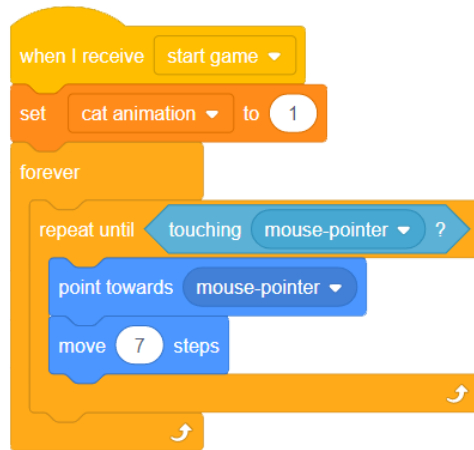 when I receive start game
set cat animation to 1
forever
repeat until touching mouse-pointer ?
point towards mouse-pointer
move 7 steps